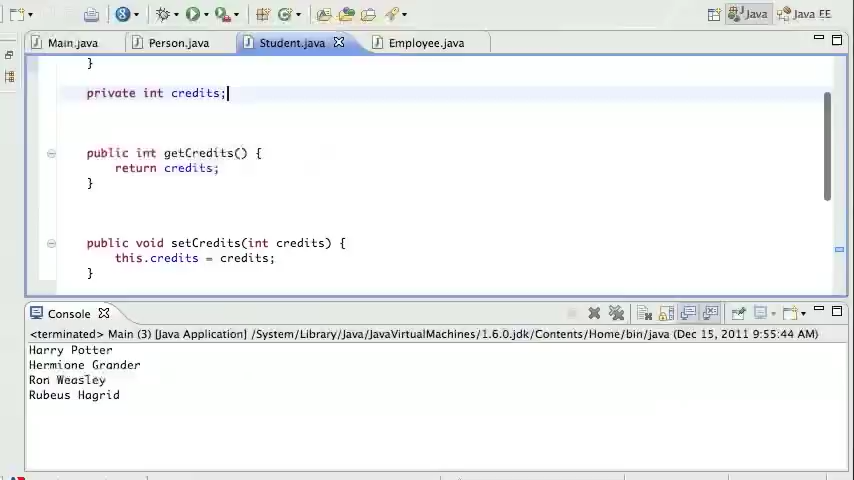 Java
Java EE
Main.java
Person.java
Student.java
Employee.java
}
private int credits;
public int getCredits() {
return credits;
}
public void setCredits(int credits) {
this.credits = credits;
}
Console
<terminated> Main (3) [Java Application] /System/Library/Java/JavaVirtualMachines/1.6.0.jdk/Contents/Home/bin/java (Dec 15, 2011 9:55:44 AM)
Harry Potter
Hermione Grander
Ron Weasley
Rubeus Hagrid